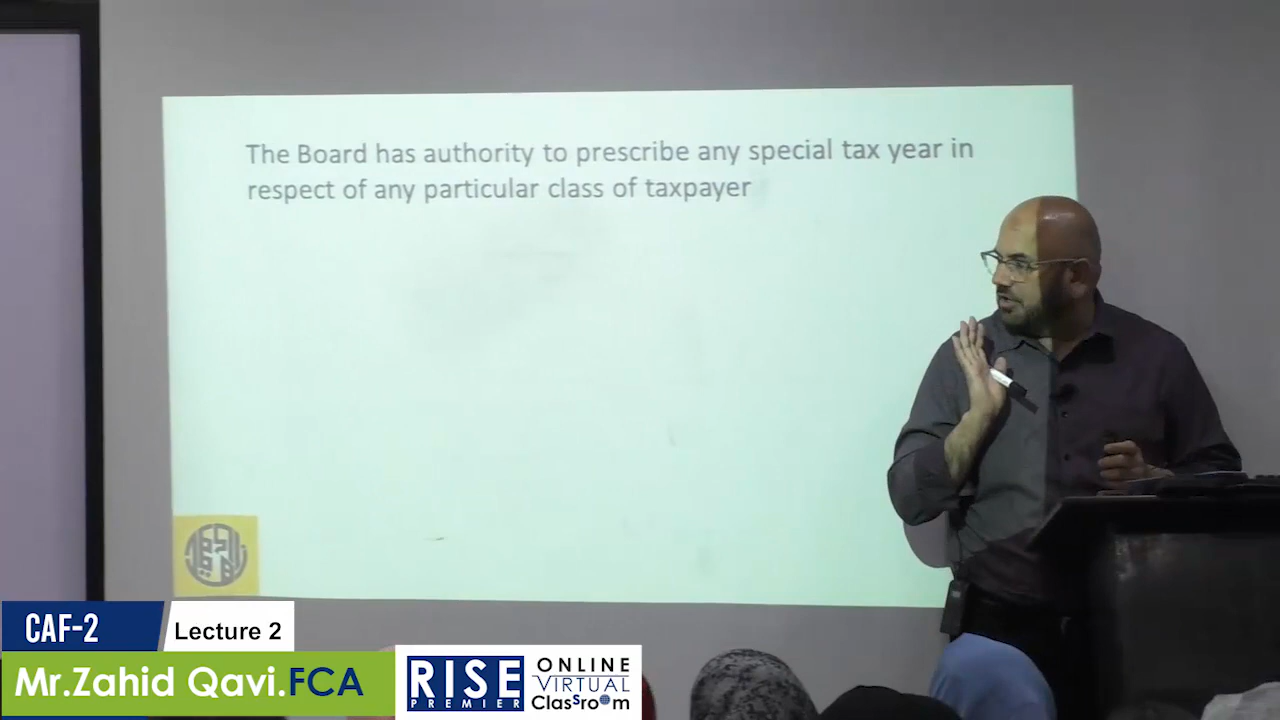 The Board has authority to prescribe any special tax year in
respect of any particular class of taxpayer
CAF-2
Lecture 2
Mr.Zahid Qavi.FCA
RISE
PREMIER
ONLINE
VIRTUAL
Classroom